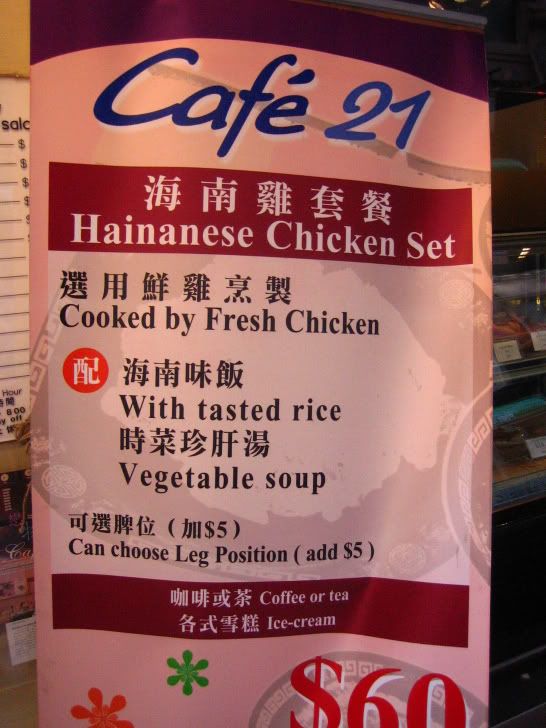 Café 21
海南雞套餐
Hainanese Chicken Set
選用鮮雞烹製
Cooked by Fresh Chicken
配 海南味飯
With tasted rice
時菜珍肝湯
Vegetable soup
可選牌位（加$5）
Can choose Leg Position ( add $5 )
咖啡或茶 Coffee or tea
各式雪糕 Ice-cream
$60
salo
$
$
$
$
$
Hour